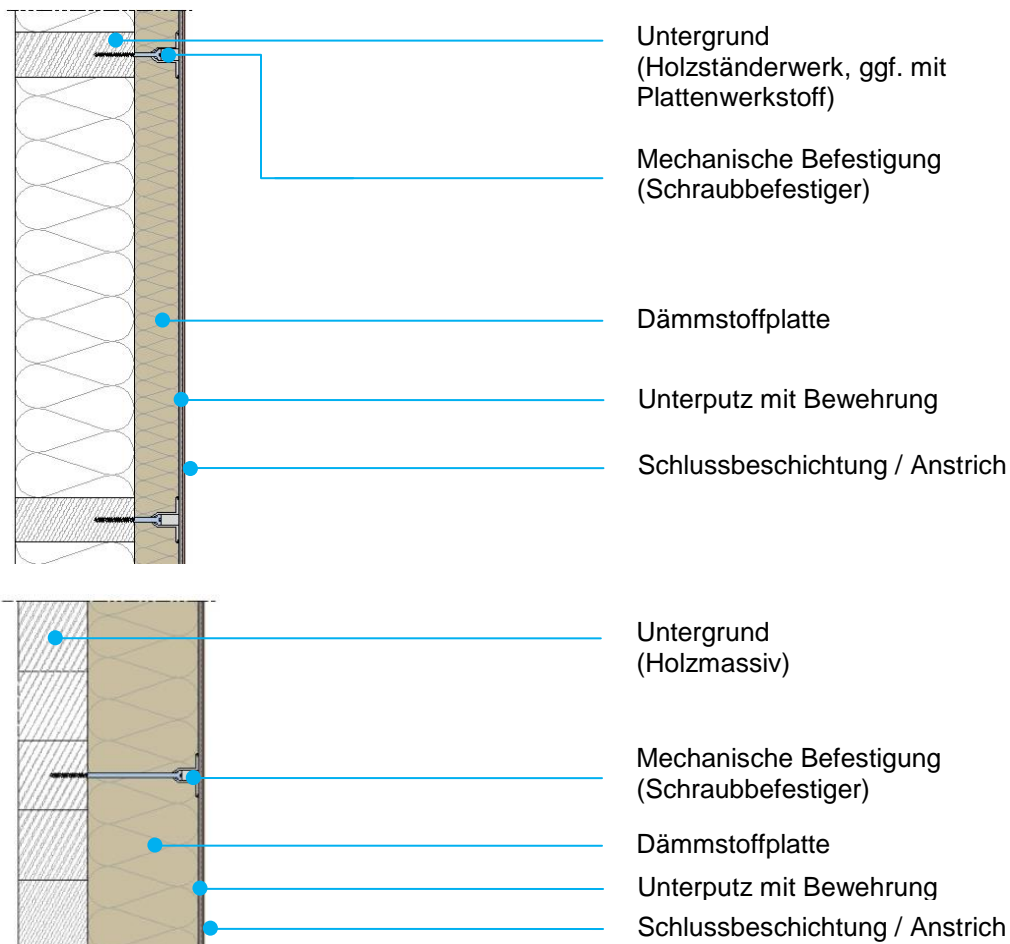 Untergrund
(Holzständerwerk, ggf. mit
Plattenwerkstoff)
Mechanische Befestigung
(Schraubbefestiger)
Dämmstoffplatte
Unterputz mit Bewehrung
Schlussbeschichtung / Anstrich
Untergrund
(Holzmassiv)
Mechanische Befestigung
(Schraubbefestiger)
Dämmstoffplatte
Unterputz mit Bewehrung
Schlussbeschichtung / Anstrich